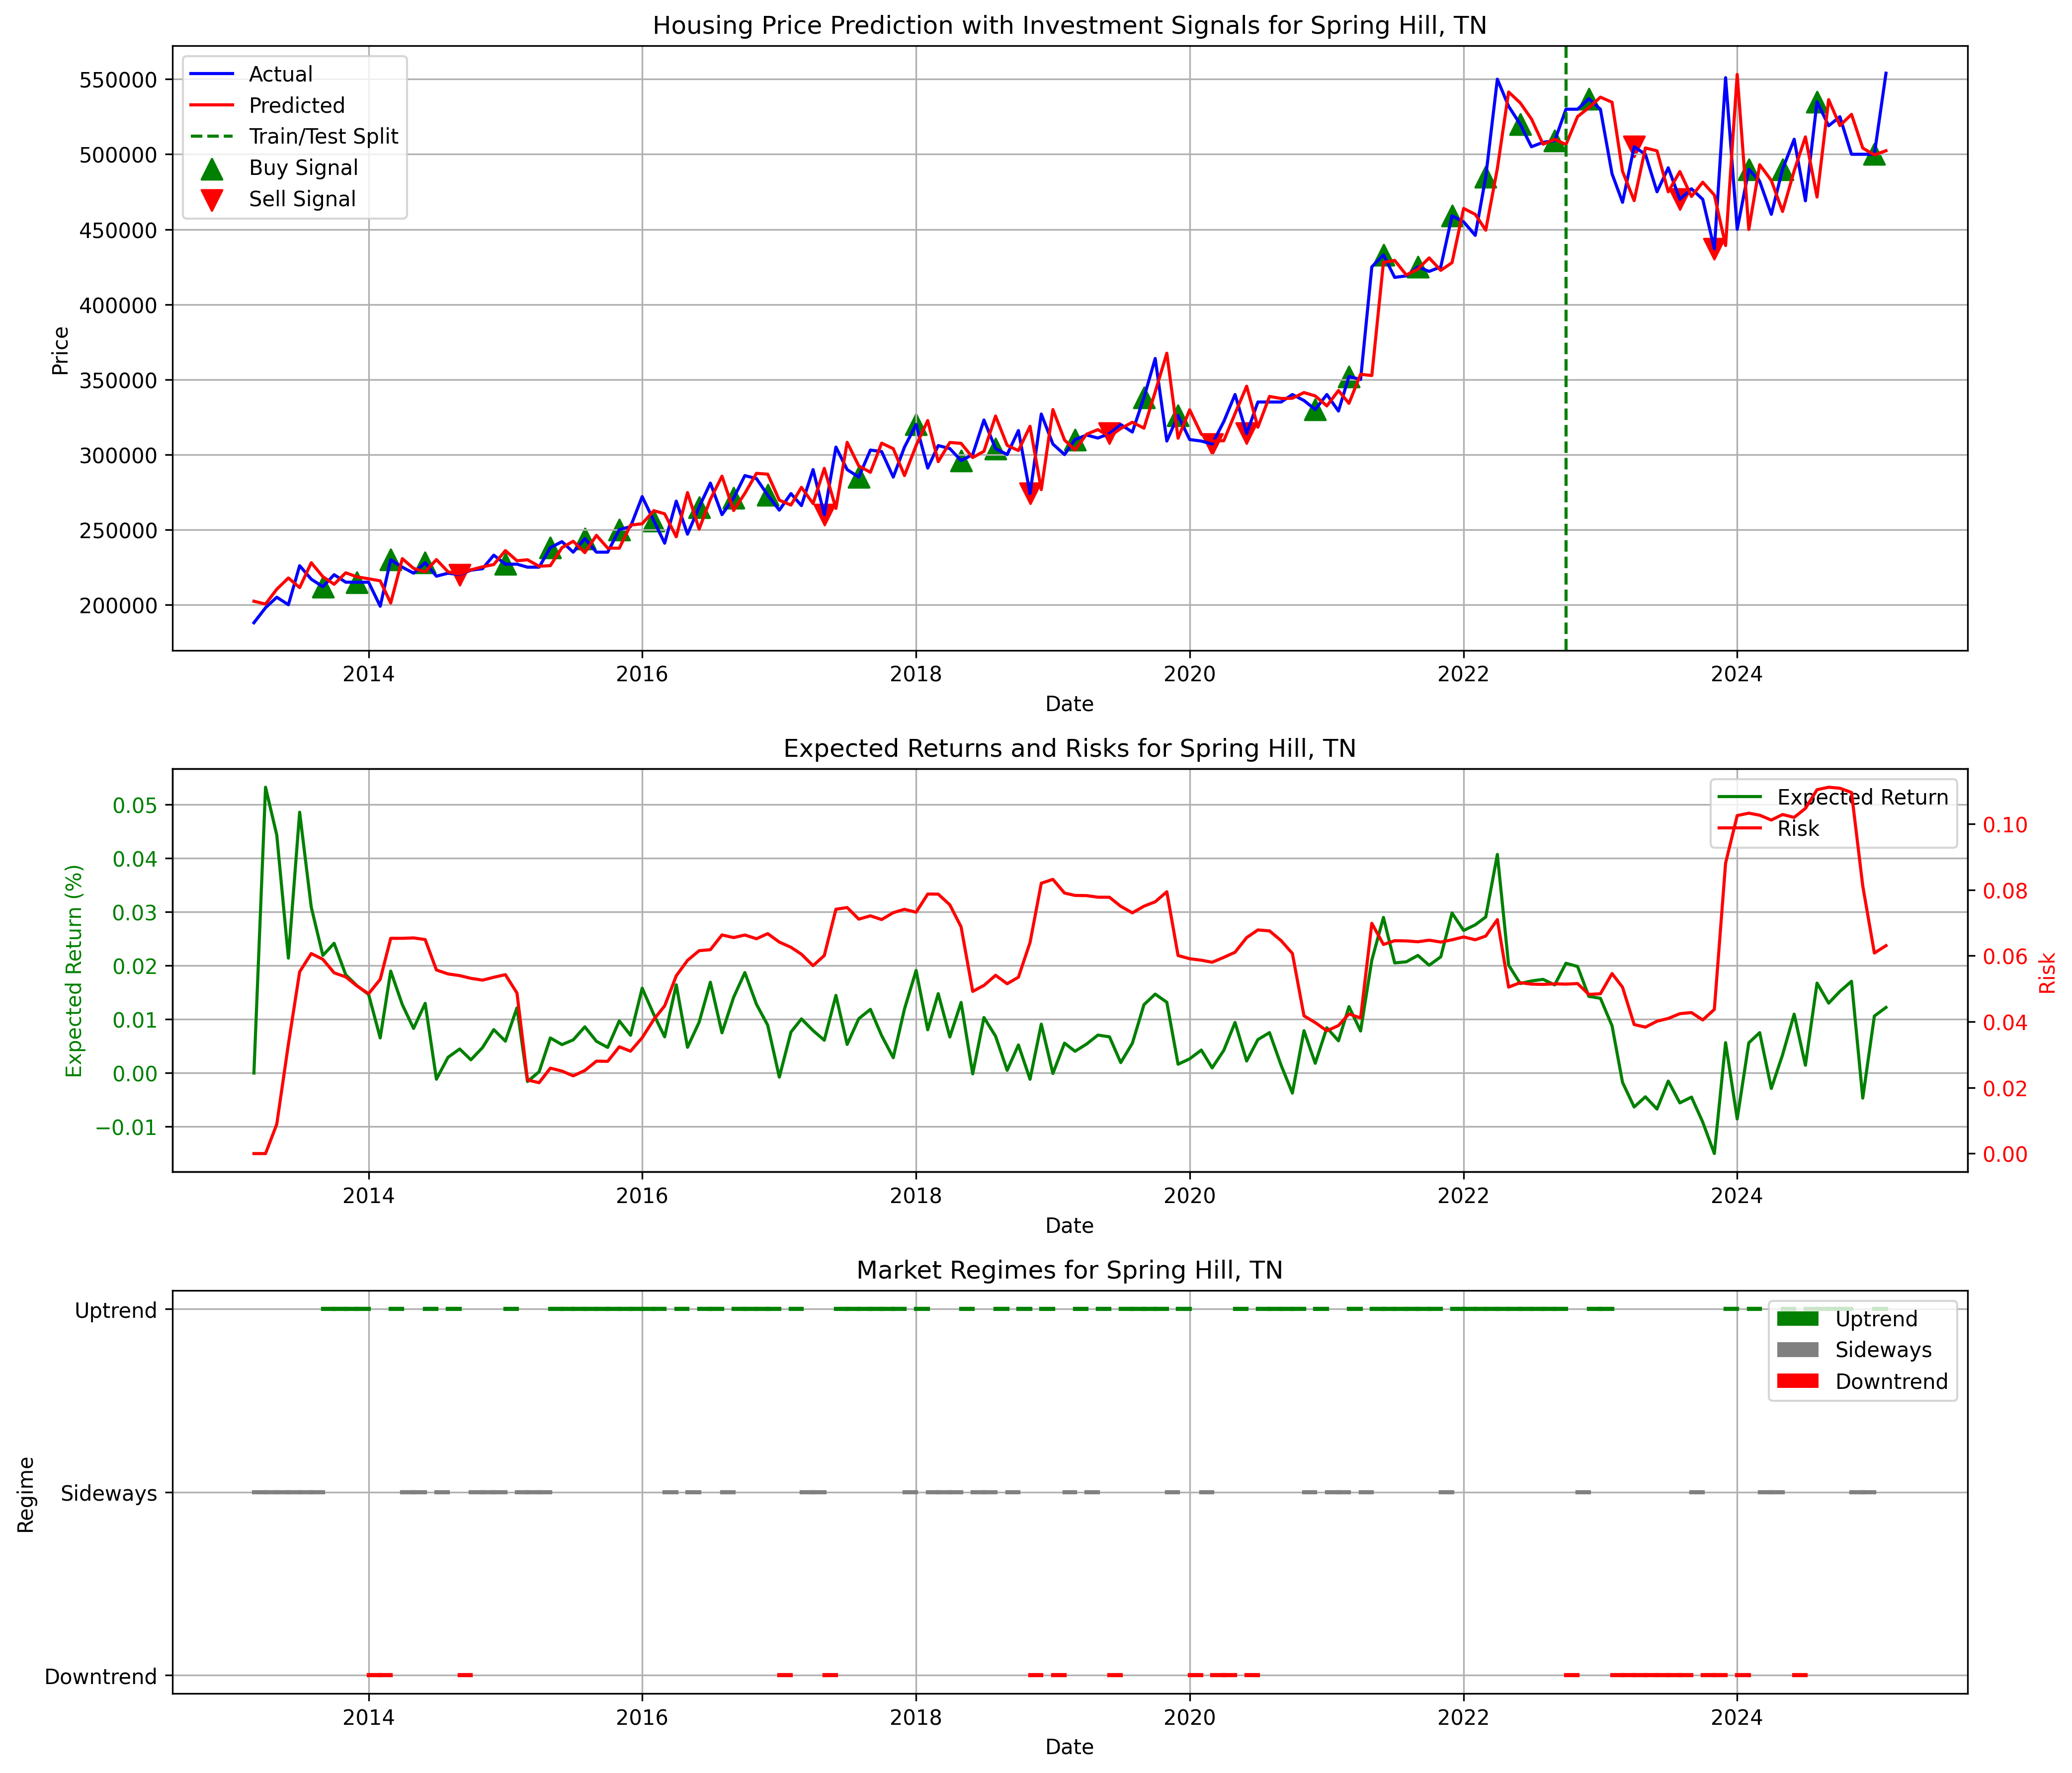 Housing Price Prediction with Investment Signals for Spring Hill, TN
Actual
Predicted
Train/Test Split
Buy Signal
Sell Signal
550000
500000
450000
400000
350000
300000
250000
200000
Price
2014 2016 2018 2020 2022 2024
Date
Expected Returns and Risks for Spring Hill, TN
Expected Return
Risk
0.05
0.04
0.03
0.02
0.01
0.00
−0.01
Expected Return (%)
0.10
0.08
0.06
0.04
0.02
0.00
Risk
2014 2016 2018 2020 2022 2024
Date
Market Regimes for Spring Hill, TN
Uptrend
Sideways
Downtrend
Uptrend
Sideways
Downtrend
Regime
2014 2016 2018 2020 2022 2024
Date